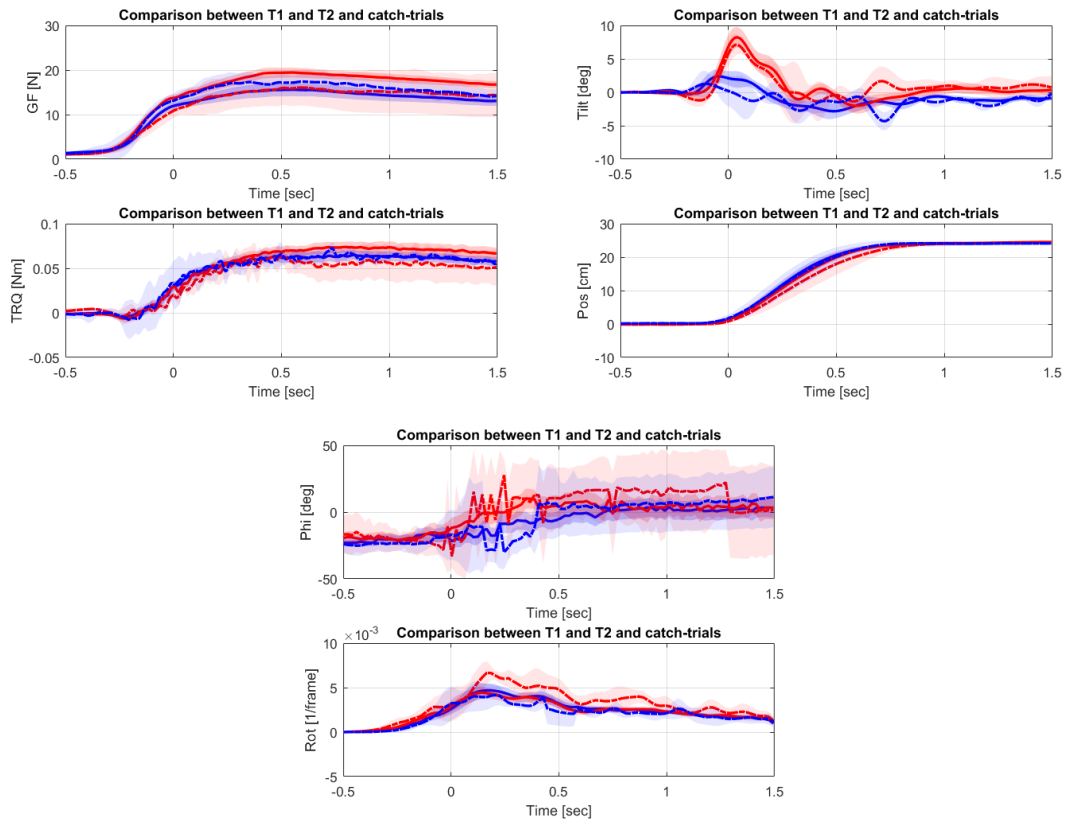 Comparison between T1 and T2 and catch-trials
30
20
10
0
GF [N]
-0.5 0 0.5 1 1.5
Time [sec]
Comparison between T1 and T2 and catch-trials
10
5
0
-5
-10
Tilt [deg]
-0.5 0 0.5 1 1.5
Time [sec]
Comparison between T1 and T2 and catch-trials
0.1
0.05
0
-0.05
TRQ [Nm]
-0.5 0 0.5 1 1.5
Time [sec]
Comparison between T1 and T2 and catch-trials
30
20
10
0
-10
Pos [cm]
-0.5 0 0.5 1 1.5
Time [sec]
Comparison between T1 and T2 and catch-trials
50
0
-50
Phi [deg]
-0.5 0 0.5 1 1.5
Time [sec]
×10⁻³ Comparison between T1 and T2 and catch-trials
10
5
0
-5
Rot [1/frame]
-0.5 0 0.5 1 1.5
Time [sec]